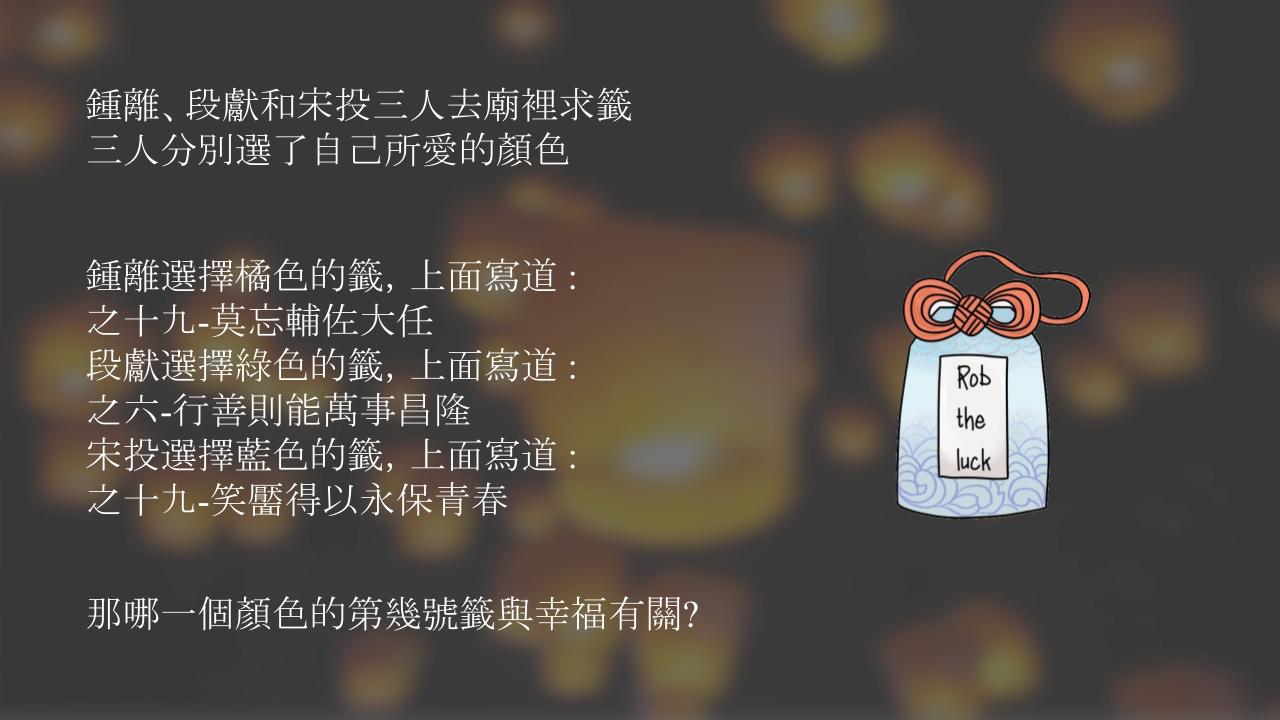 鍾離、段獻和宋投三人去廟裡求籤
三人分別選了自己所愛的顏色
鍾離選擇橘色的籤，上面寫道：
之十九-莫忘輔佐大任
段獻選擇綠色的籤，上面寫道：
之六-行善則能萬事昌隆
宋投選擇藍色的籤，上面寫道：
之十九-笑靨得以永保青春
那哪一個顏色的第幾號籤與幸福有關?
Rob
the
luck